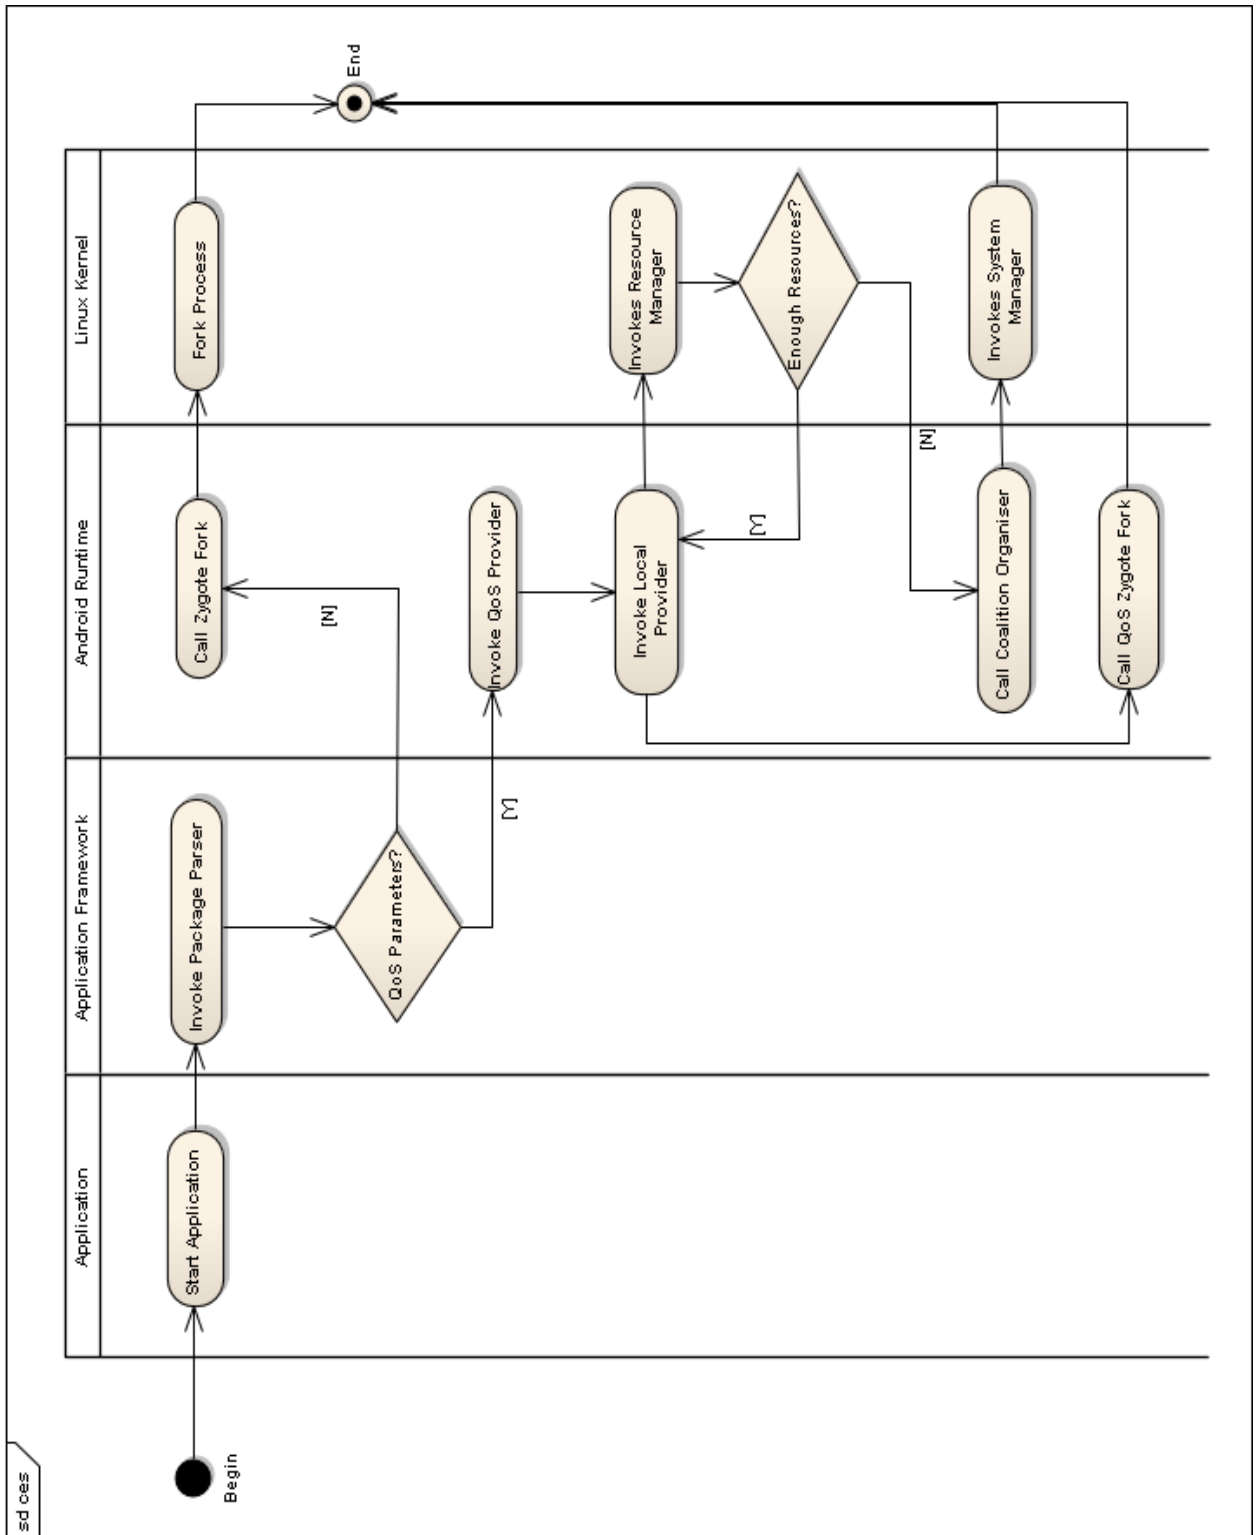 sd ces
Begin
Application
Start Application
Application Framework
Invoke Package Parser
QoS Parameters?
[N]
[Y]
Android Runtime
Call Zygote Fork
Invoke QoS Provider
Invoke Local
Provider
[Y]
[N]
Call Coalition Organiser
Call QoS Zygote Fork
Linux Kernel
Fork Process
Invokes Resource
Manager
Enough Resources?
Invokes System
Manager
End